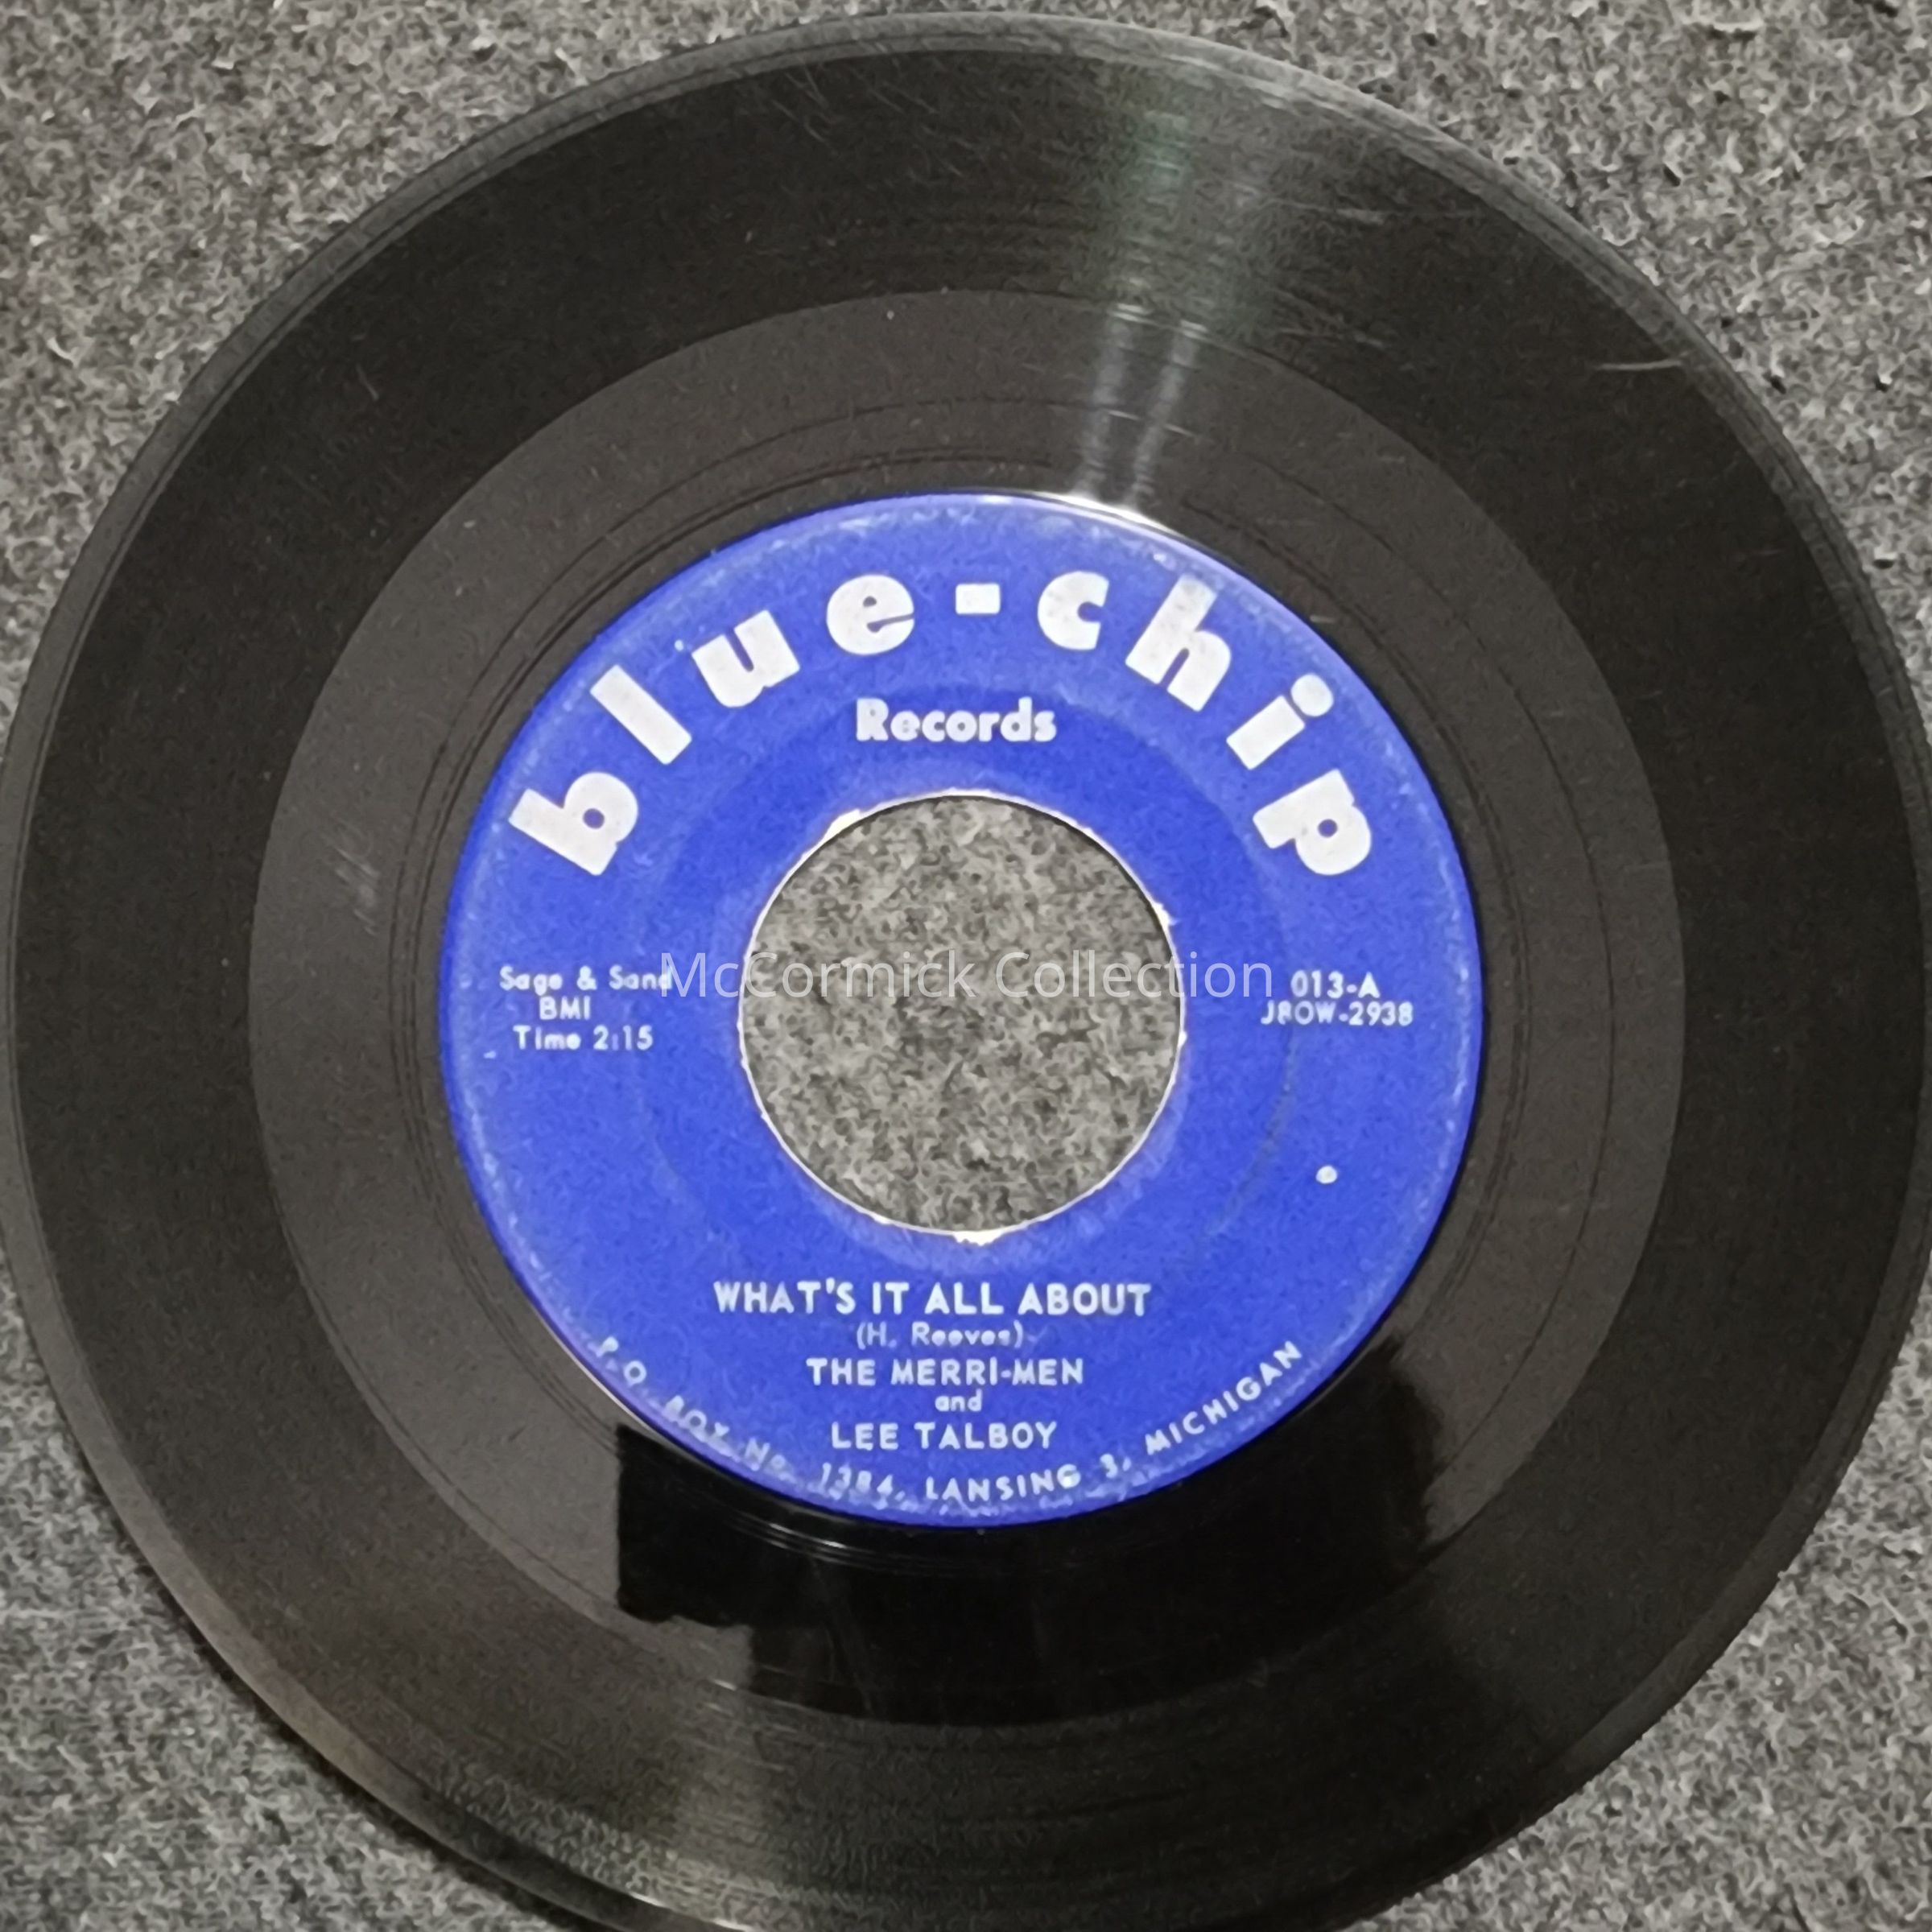 blue-chip
Records
Sage & Sand
BMI
Time 2:15
McCormick Collection
013-A
J8OW-2938
WHAT'S IT ALL ABOUT
(H. Reeves)
THE MERRI-MEN
and
LEE TALBOY
P.O. BOX No. 1384, LANSING 3, MICHIGAN